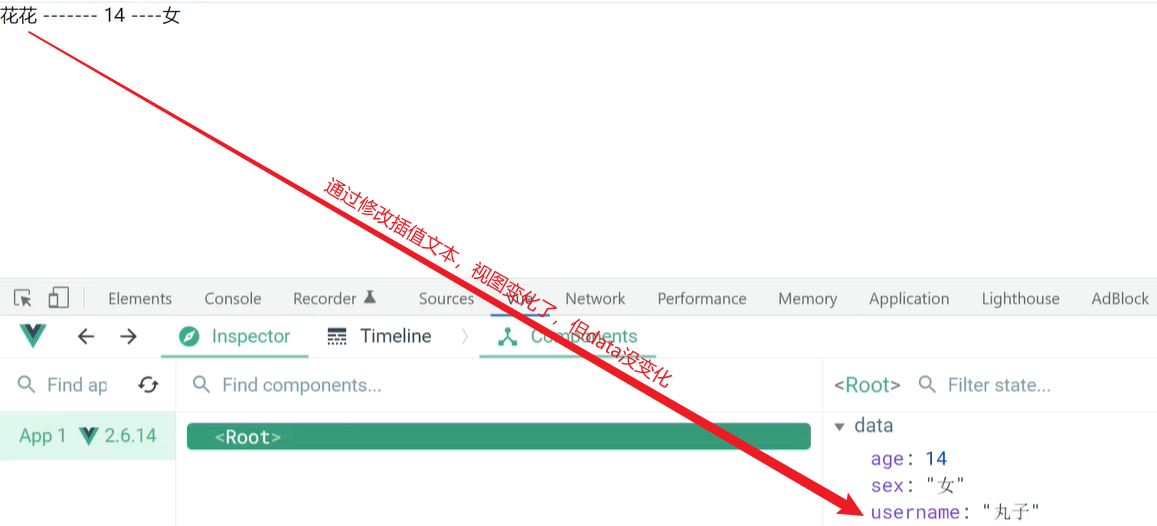 花花 ------- 14 ----女
通过修改插值文本，视图变化了，但data没变化
Elements Console Recorder Sources Vue Network Performance Memory Application Lighthouse AdBlock
Inspector Timeline Components
Find ap Find components... <Root> Filter state...
App 1 2.6.14 <Root> data
age: 14
sex: "女"
username: "丸子"